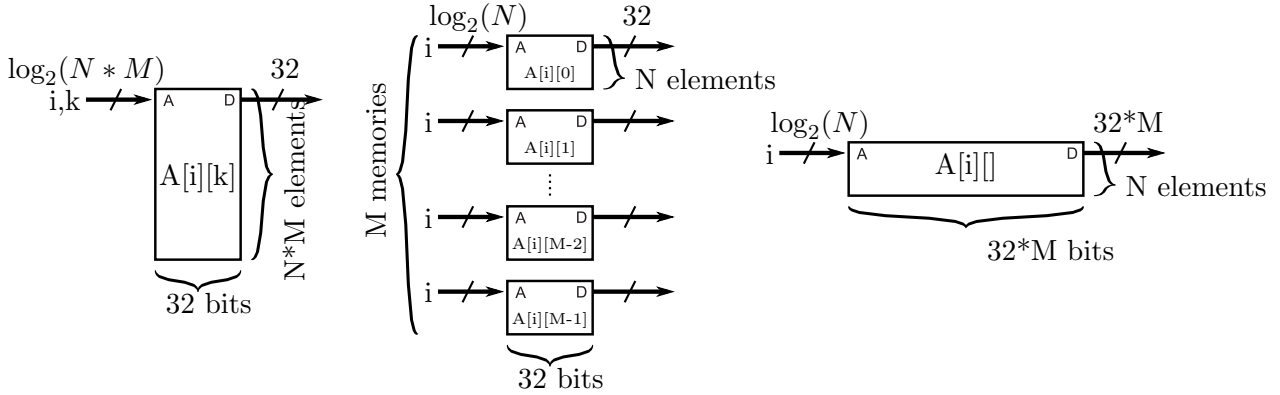 log₂(N ∗ M)
32
i,k
A
D
A[i][k]
N*M elements
32 bits
M memories
log₂(N)
32
i
A
D
A[i][0]
N elements
i
A
D
A[i][1]
....
i
A
D
A[i][M-2]
i
A
D
A[i][M-1]
32 bits
log₂(N)
32*M
i
A
D
A[i][]
N elements
32*M bits